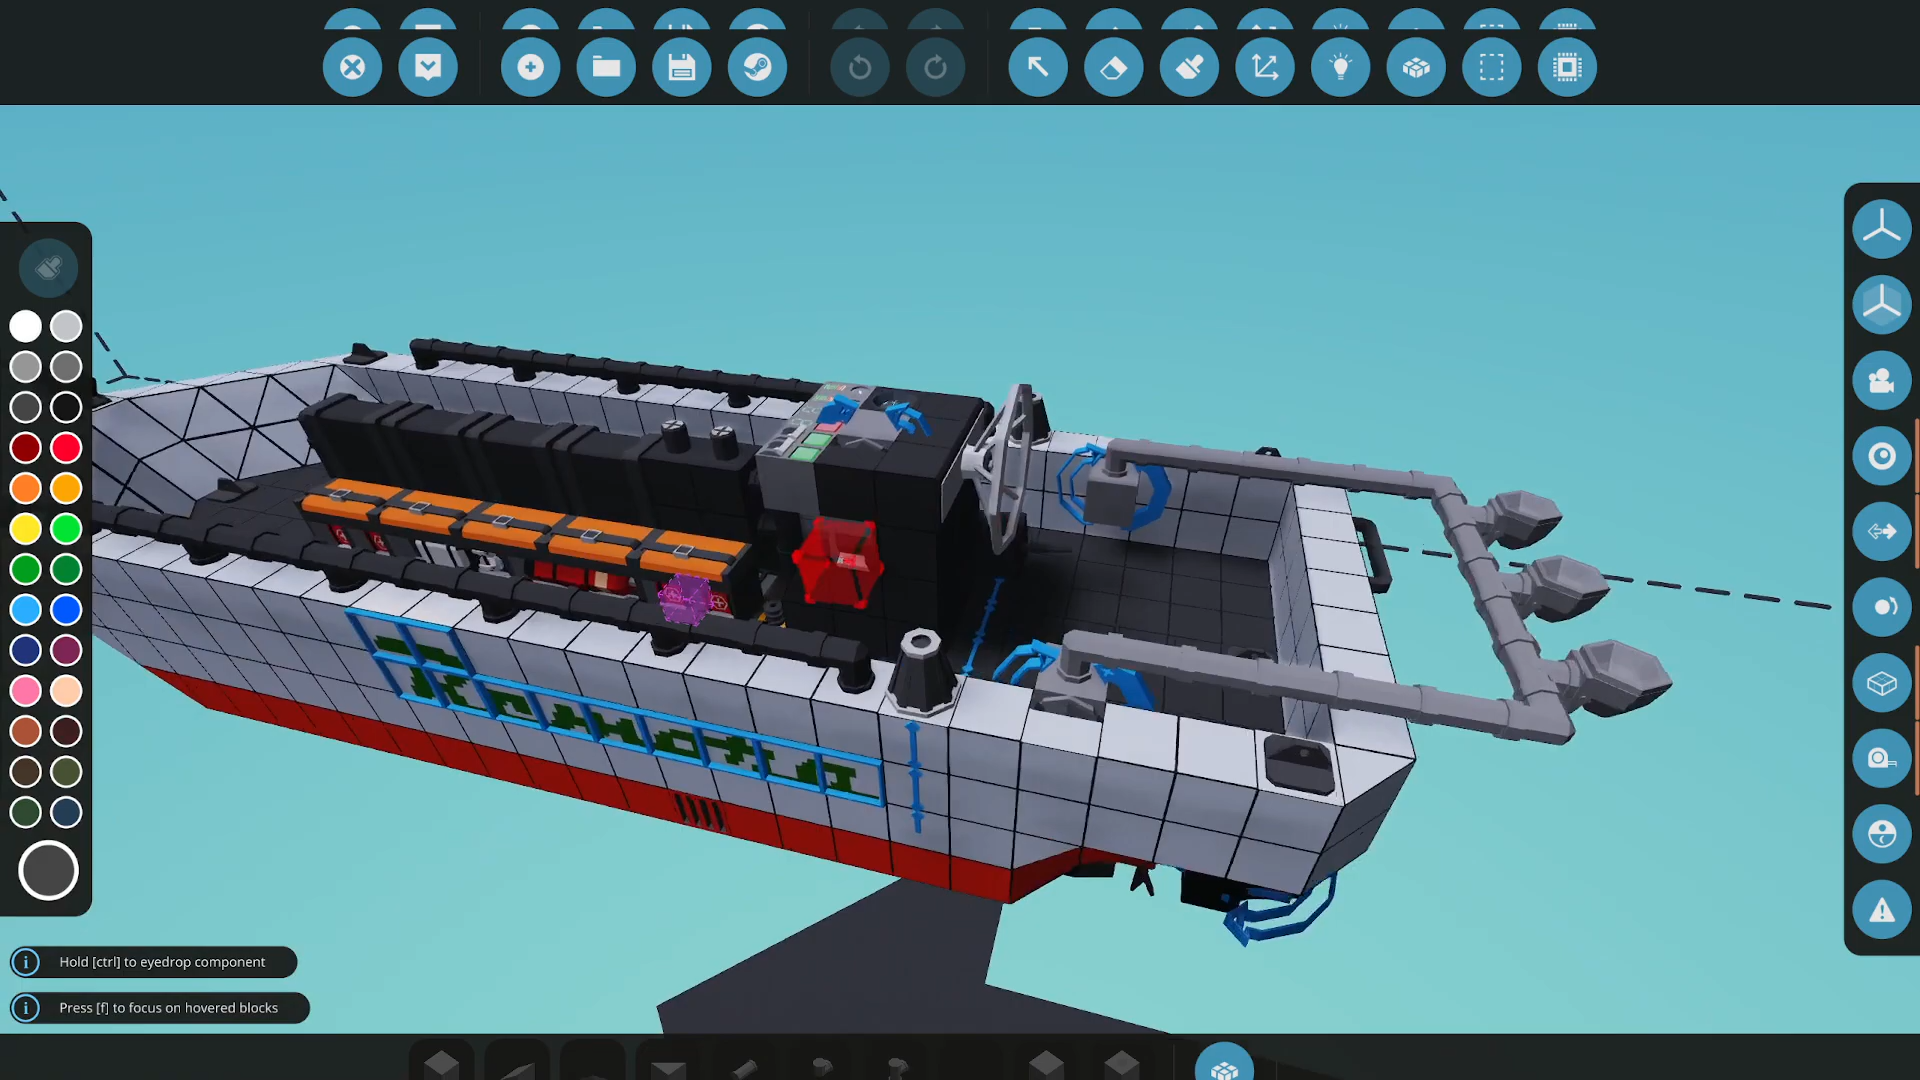 Hold [ctrl] to eyedrop component
Press [f] to focus on hovered blocks